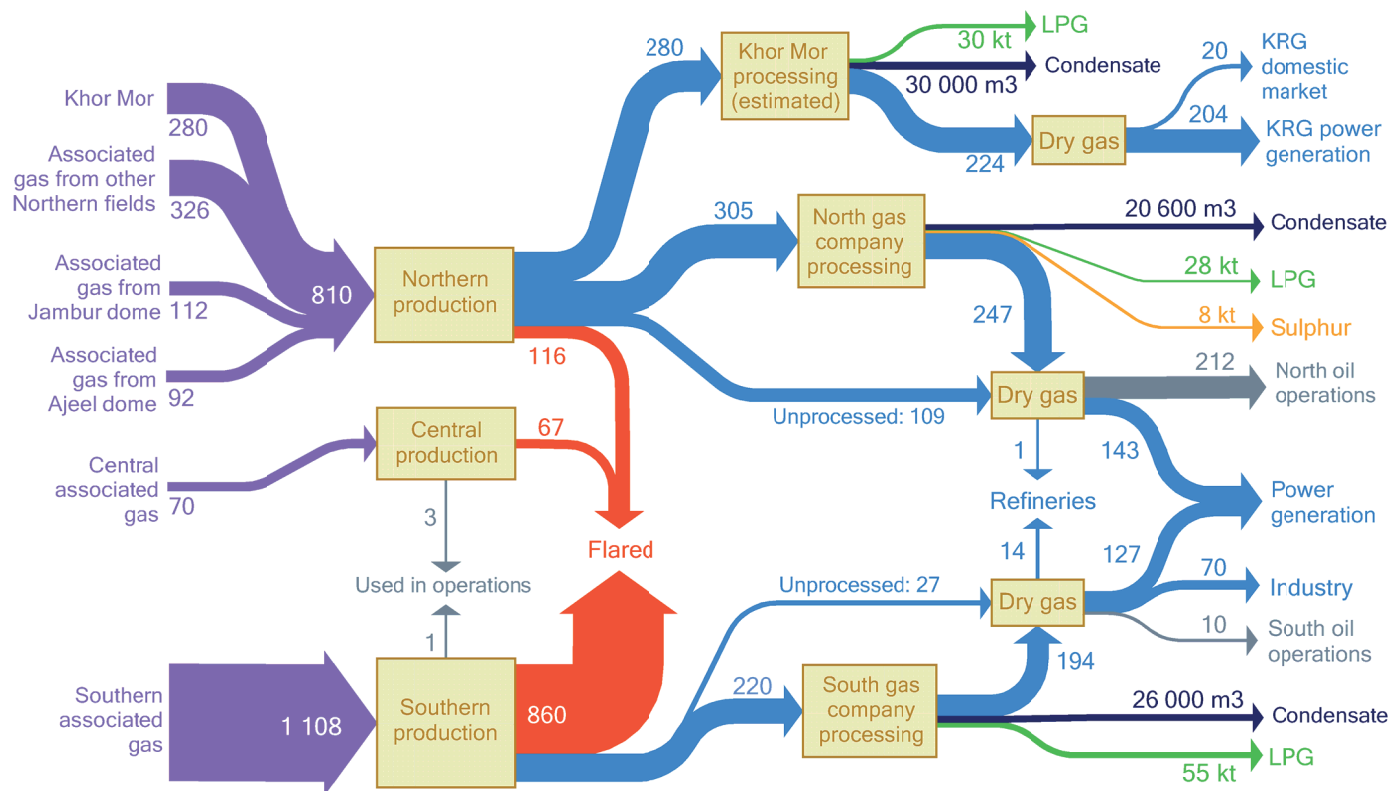 Khor Mor
280
Associated
gas from other
Northern fields
326
Associated
gas from
Jambur dome
112
Associated
gas from
Ajeel dome
92
810
Northern
production
116
Central
associated
gas
70
Central
production
67
3
Used in operations
1
Flared
Southern
associated
gas
1 108
Southern
production
860
280
Khor Mor
processing
(estimated)
30 kt
LPG
30 000 m3
Condensate
224
Dry gas
20
KRG
domestic
market
204
KRG power
generation
305
North gas
company
processing
20 600 m3
Condensate
28 kt
LPG
8 kt
Sulphur
247
Unprocessed: 109
Dry gas
212
North oil
operations
1
143
Refineries
Power
generation
14
127
Unprocessed: 27
Dry gas
70
Industry
10
South oil
operations
194
220
South gas
company
processing
26 000 m3
Condensate
55 kt
LPG